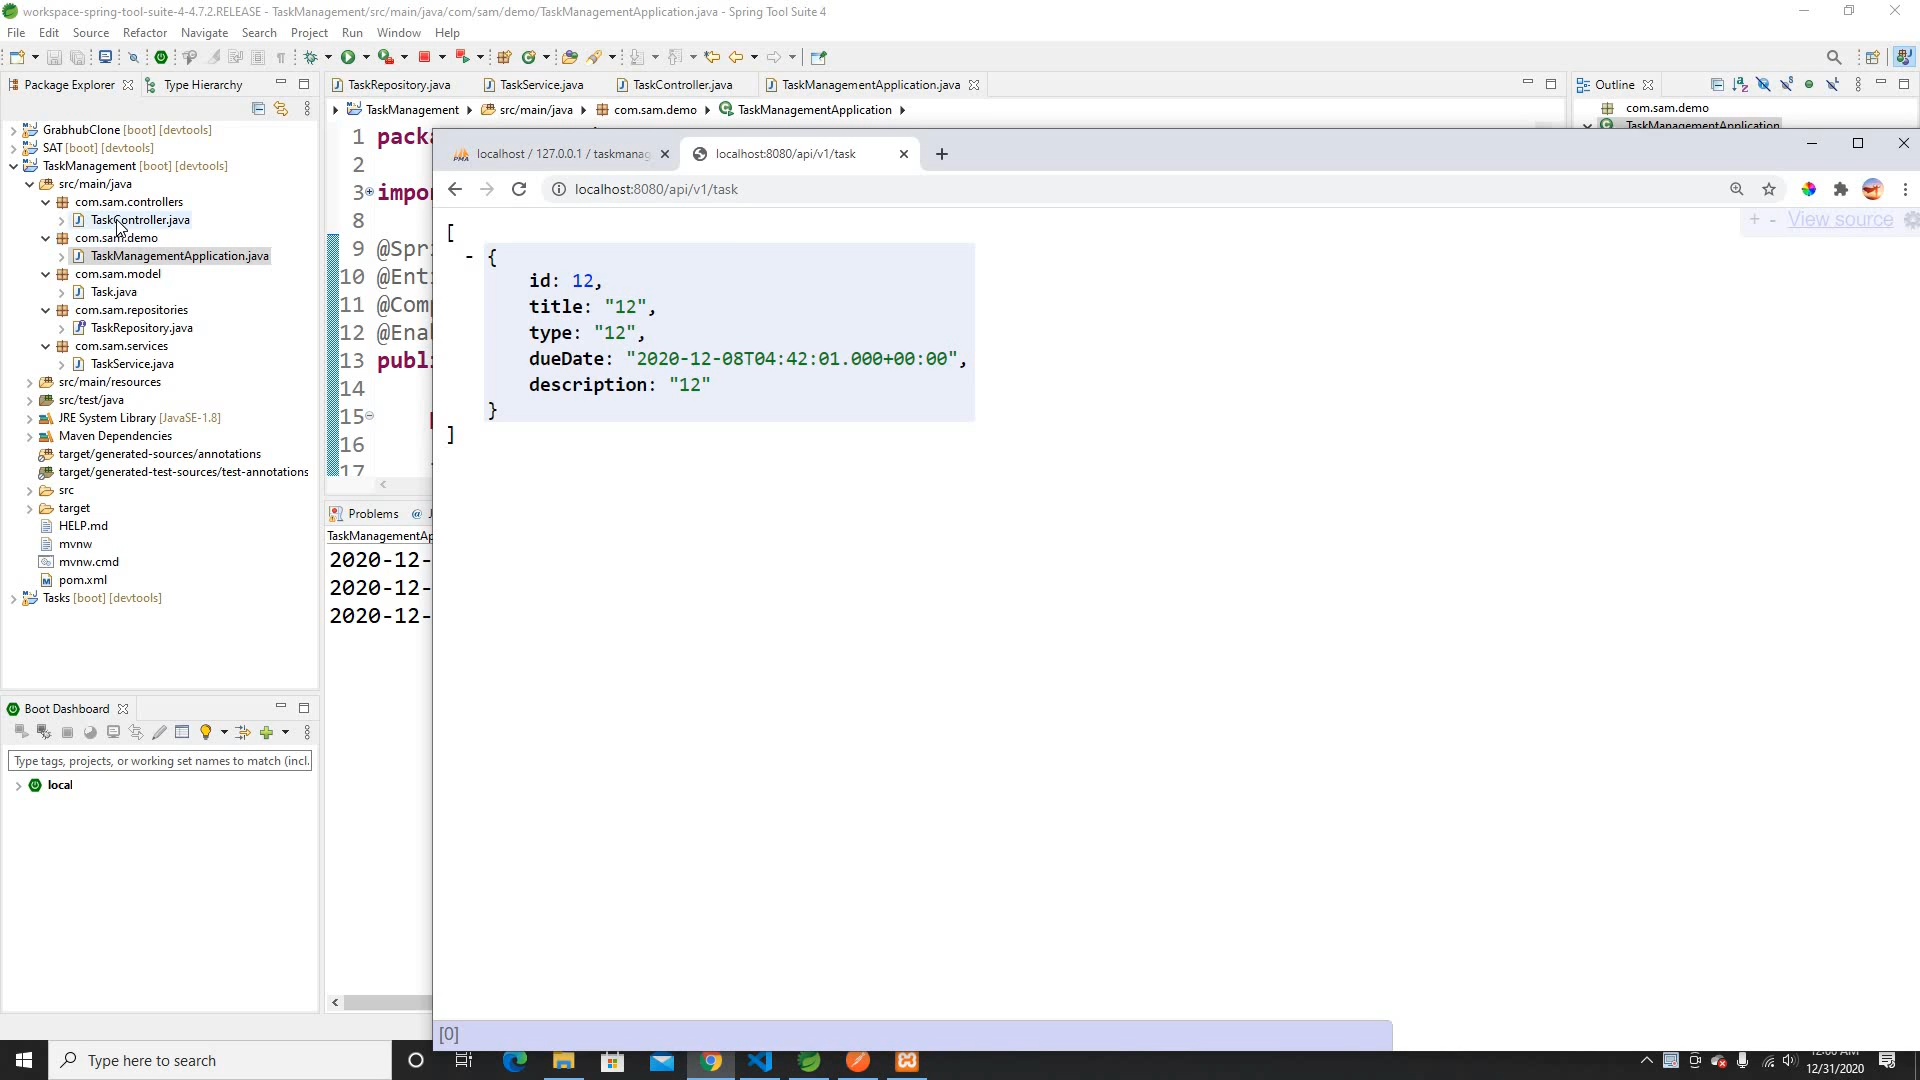 workspace-spring-tool-suite-4-4.7.2.RELEASE - TaskManagement/src/main/java/com/sam/demo/TaskManagementApplication.java - Spring Tool Suite 4
File Edit Source Refactor Navigate Search Project Run Window Help
Package Explorer Type Hierarchy
GrabhubClone [boot] [devtools]
SAT [boot] [devtools]
TaskManagement [boot] [devtools]
src/main/java
com.sam.controllers
TaskController.java
com.sam.demo
TaskManagementApplication.java
com.sam.model
Task.java
com.sam.repositories
TaskRepository.java
com.sam.services
TaskService.java
src/main/resources
src/test/java
JRE System Library [JavaSE-1.8]
Maven Dependencies
target/generated-sources/annotations
target/generated-test-sources/test-annotations
src
target
HELP.md
mvnw
mvnw.cmd
pom.xml
Tasks [boot] [devtools]
Boot Dashboard
Type tags, projects, or working set names to match (incl.
local
TaskRepository.java TaskService.java TaskController.java TaskManagementApplication.java
TaskManagement src/main/java com.sam.demo TaskManagementApplication
1 pack
2
3 impor
8
9 @Spri
10 @Enti
11 @Comp
12 @Enab
13 publi
14
15
16
17
Problems @ J
TaskManagementAp
2020-12-
2020-12-
2020-12-
Outline
com.sam.demo
TaskManagementApplication
localhost / 127.0.0.1 / taskmanag localhost:8080/api/v1/task
localhost:8080/api/v1/task
+ - View source
[
- {
id: 12,
title: "12",
type: "12",
dueDate: "2020-12-08T04:42:01.000+00:00",
description: "12"
}
]
[0]
Type here to search
12/31/2020